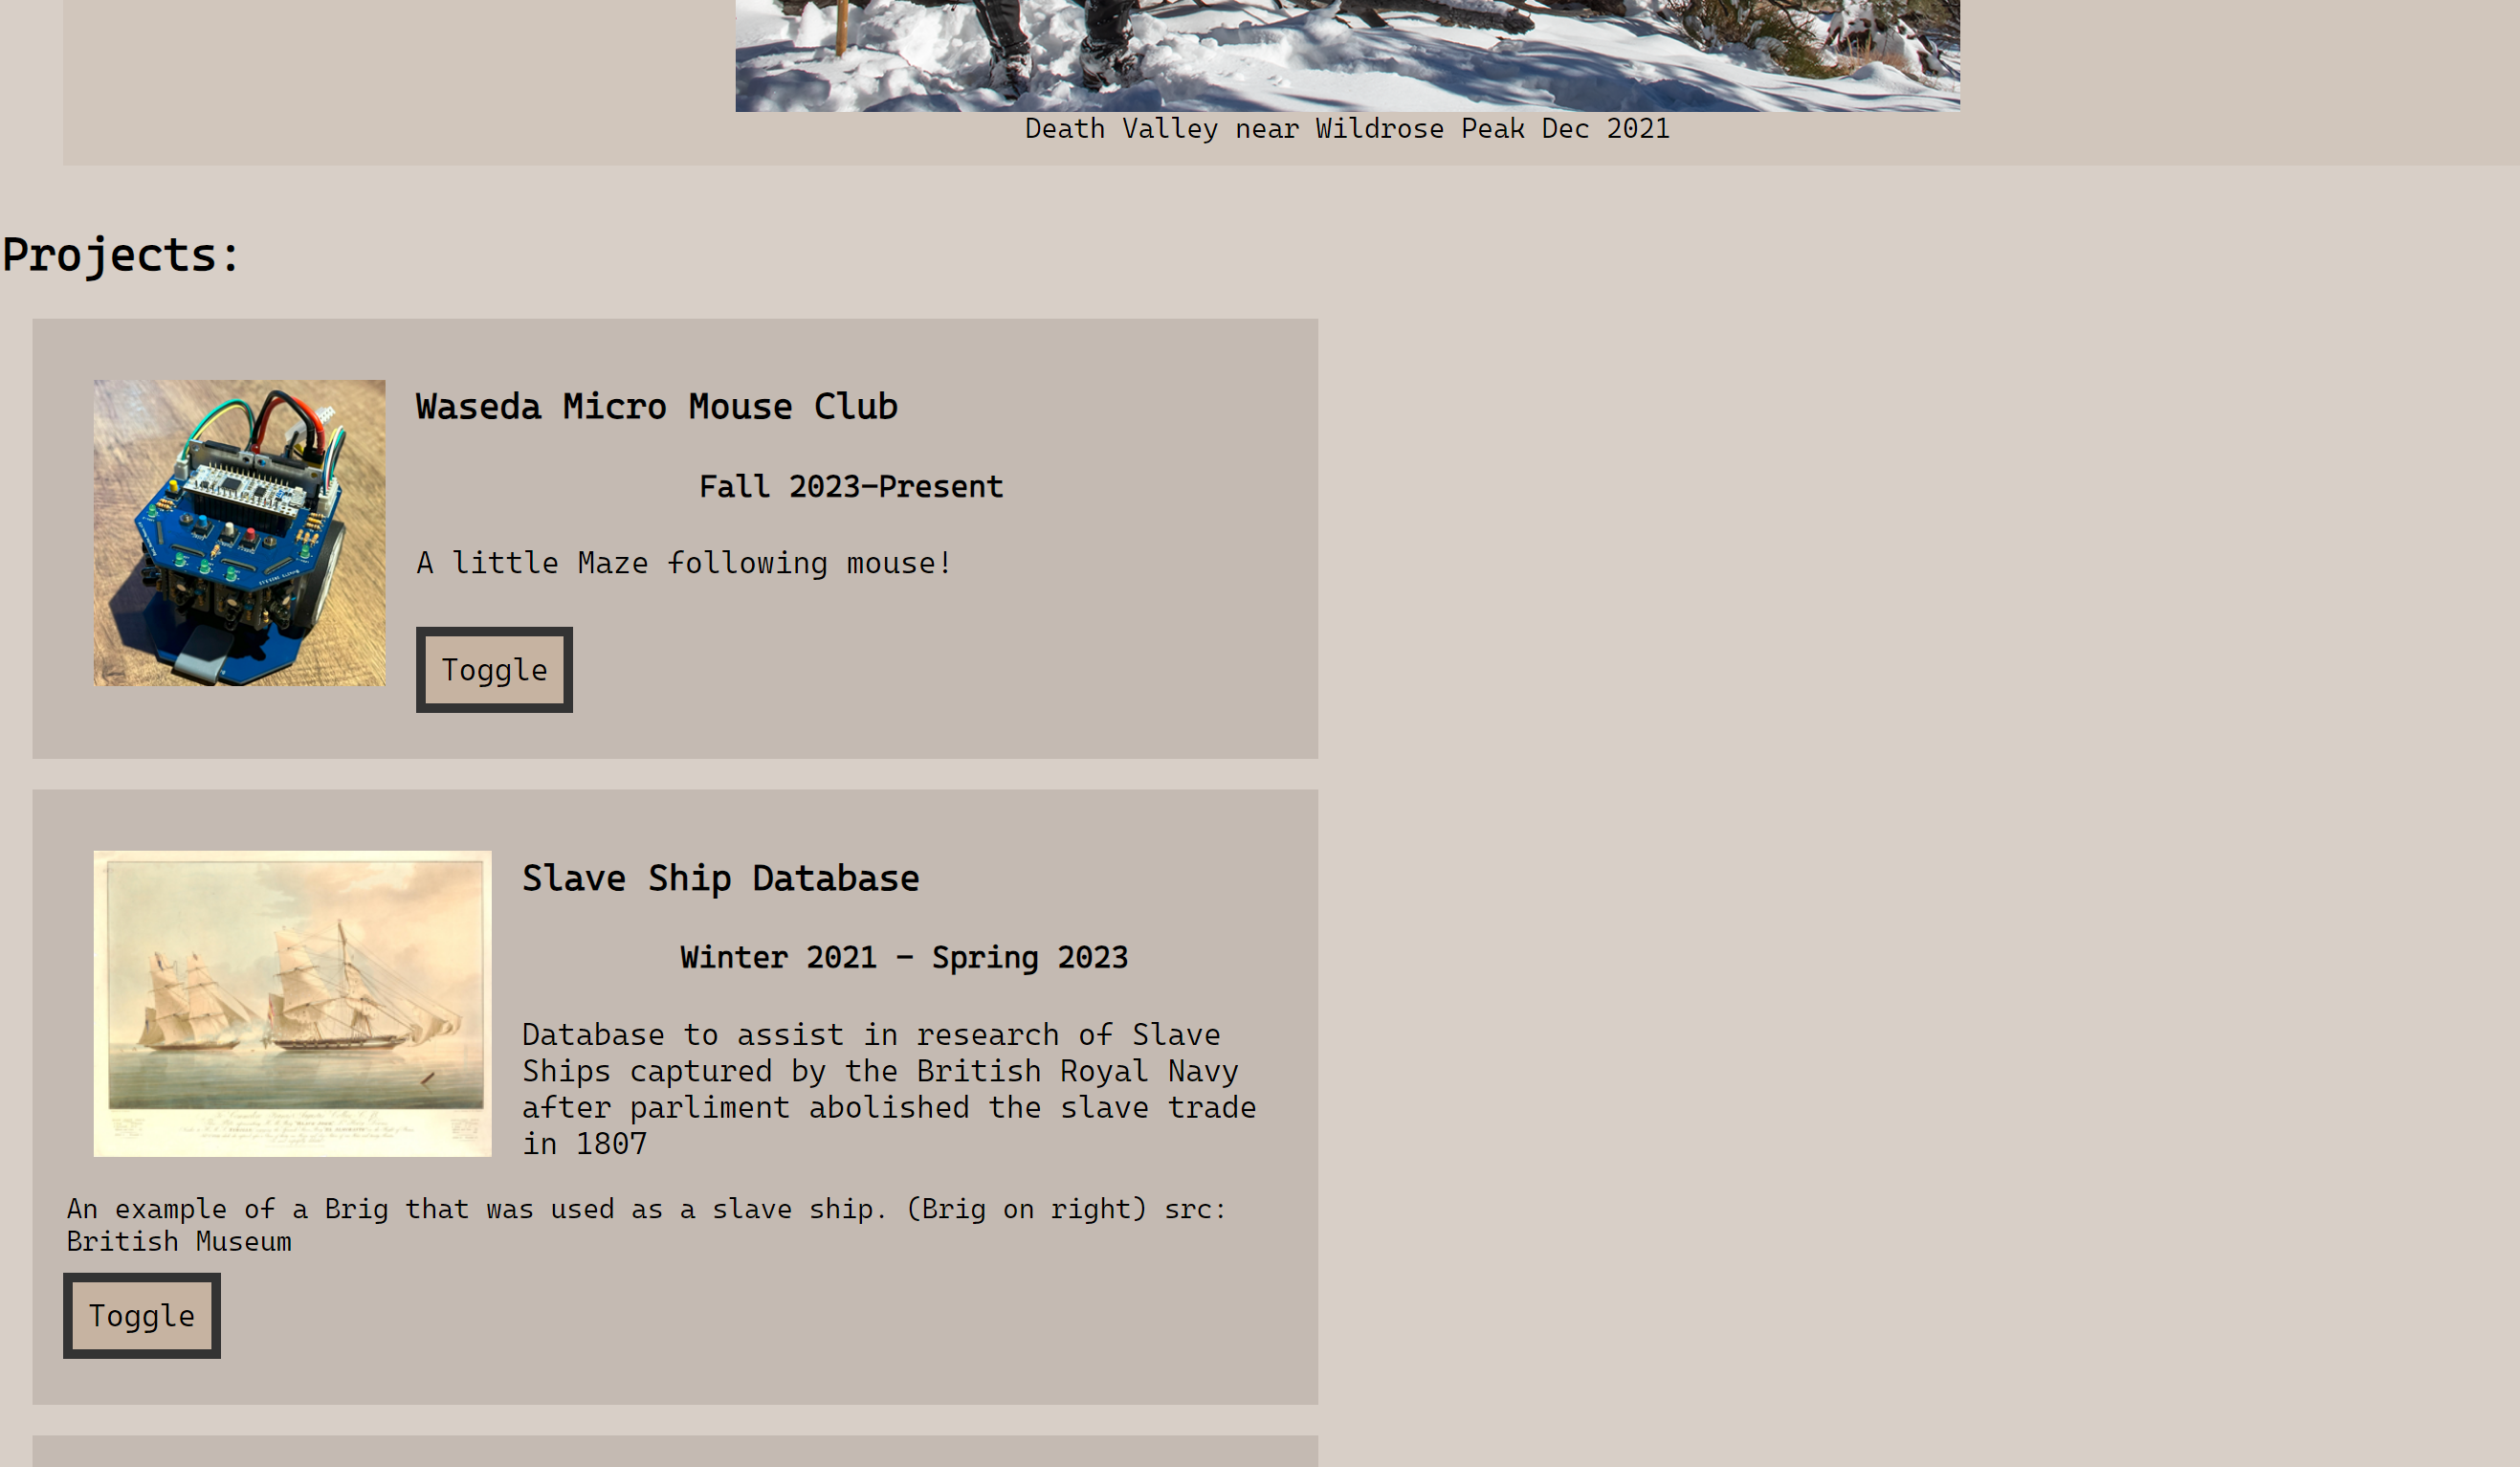 Death Valley near Wildrose Peak Dec 2021
Projects:
Waseda Micro Mouse Club
Fall 2023-Present
A little Maze following mouse!
Toggle
Slave Ship Database
Winter 2021 - Spring 2023
Database to assist in research of Slave
Ships captured by the British Royal Navy
after parliment abolished the slave trade
in 1807
An example of a Brig that was used as a slave ship. (Brig on right) src:
British Museum
Toggle